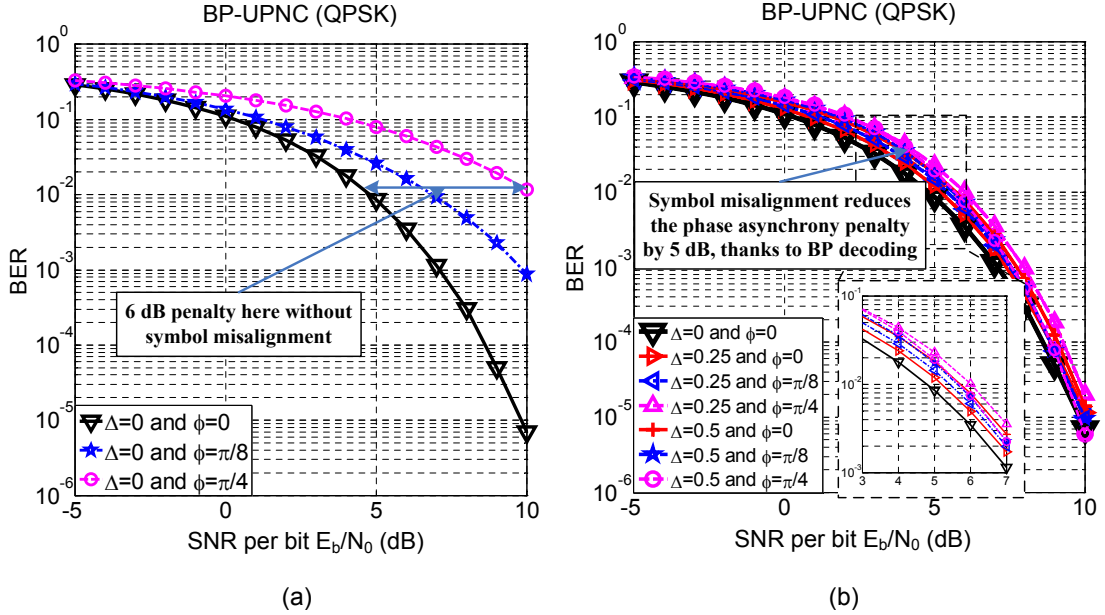 BP-UPNC (QPSK)
10^0
10^-1
10^-2
10^-3
10^-4
10^-5
10^-6
BER
6 dB penalty here without
symbol misalignment
Δ=0 and ϕ=0
Δ=0 and ϕ=π/8
Δ=0 and ϕ=π/4
-5 0 5 10
SNR per bit E_b/N_0 (dB)
(a)
BP-UPNC (QPSK)
10^0
10^-1
10^-2
10^-3
10^-4
10^-5
10^-6
BER
Symbol misalignment reduces
the phase asynchrony penalty
by 5 dB, thanks to BP decoding
Δ=0 and ϕ=0
Δ=0.25 and ϕ=0
Δ=0.25 and ϕ=π/8
Δ=0.25 and ϕ=π/4
Δ=0.5 and ϕ=0
Δ=0.5 and ϕ=π/8
Δ=0.5 and ϕ=π/4
10^-1
10^-2
10^-3
3 4 5 6 7
-5 0 5 10
SNR per bit E_b/N_0 (dB)
(b)